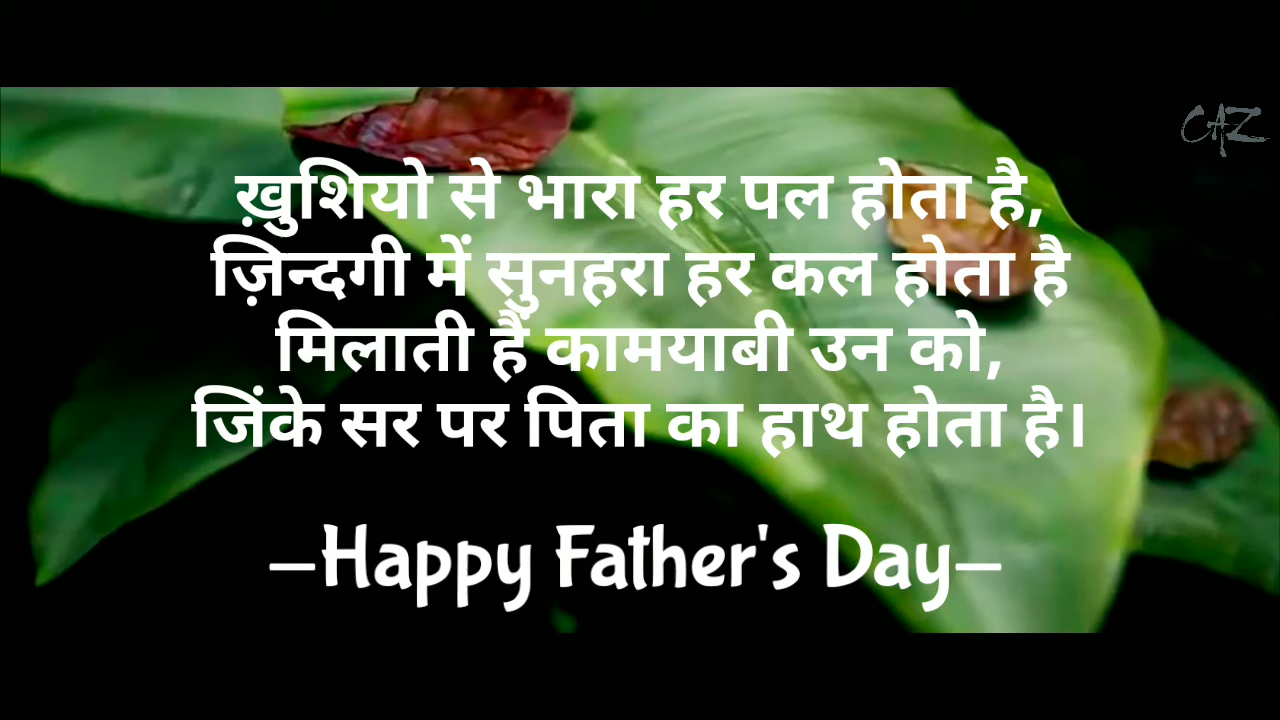 CAZ
ख़ुशियो से भारा हर पल होता है,
ज़िन्दगी में सुनहरा हर कल होता है
मिलाती हैं कामयाबी उन को,
जिंके सर पर पिता का हाथ होता है।
—Happy Father's Day—